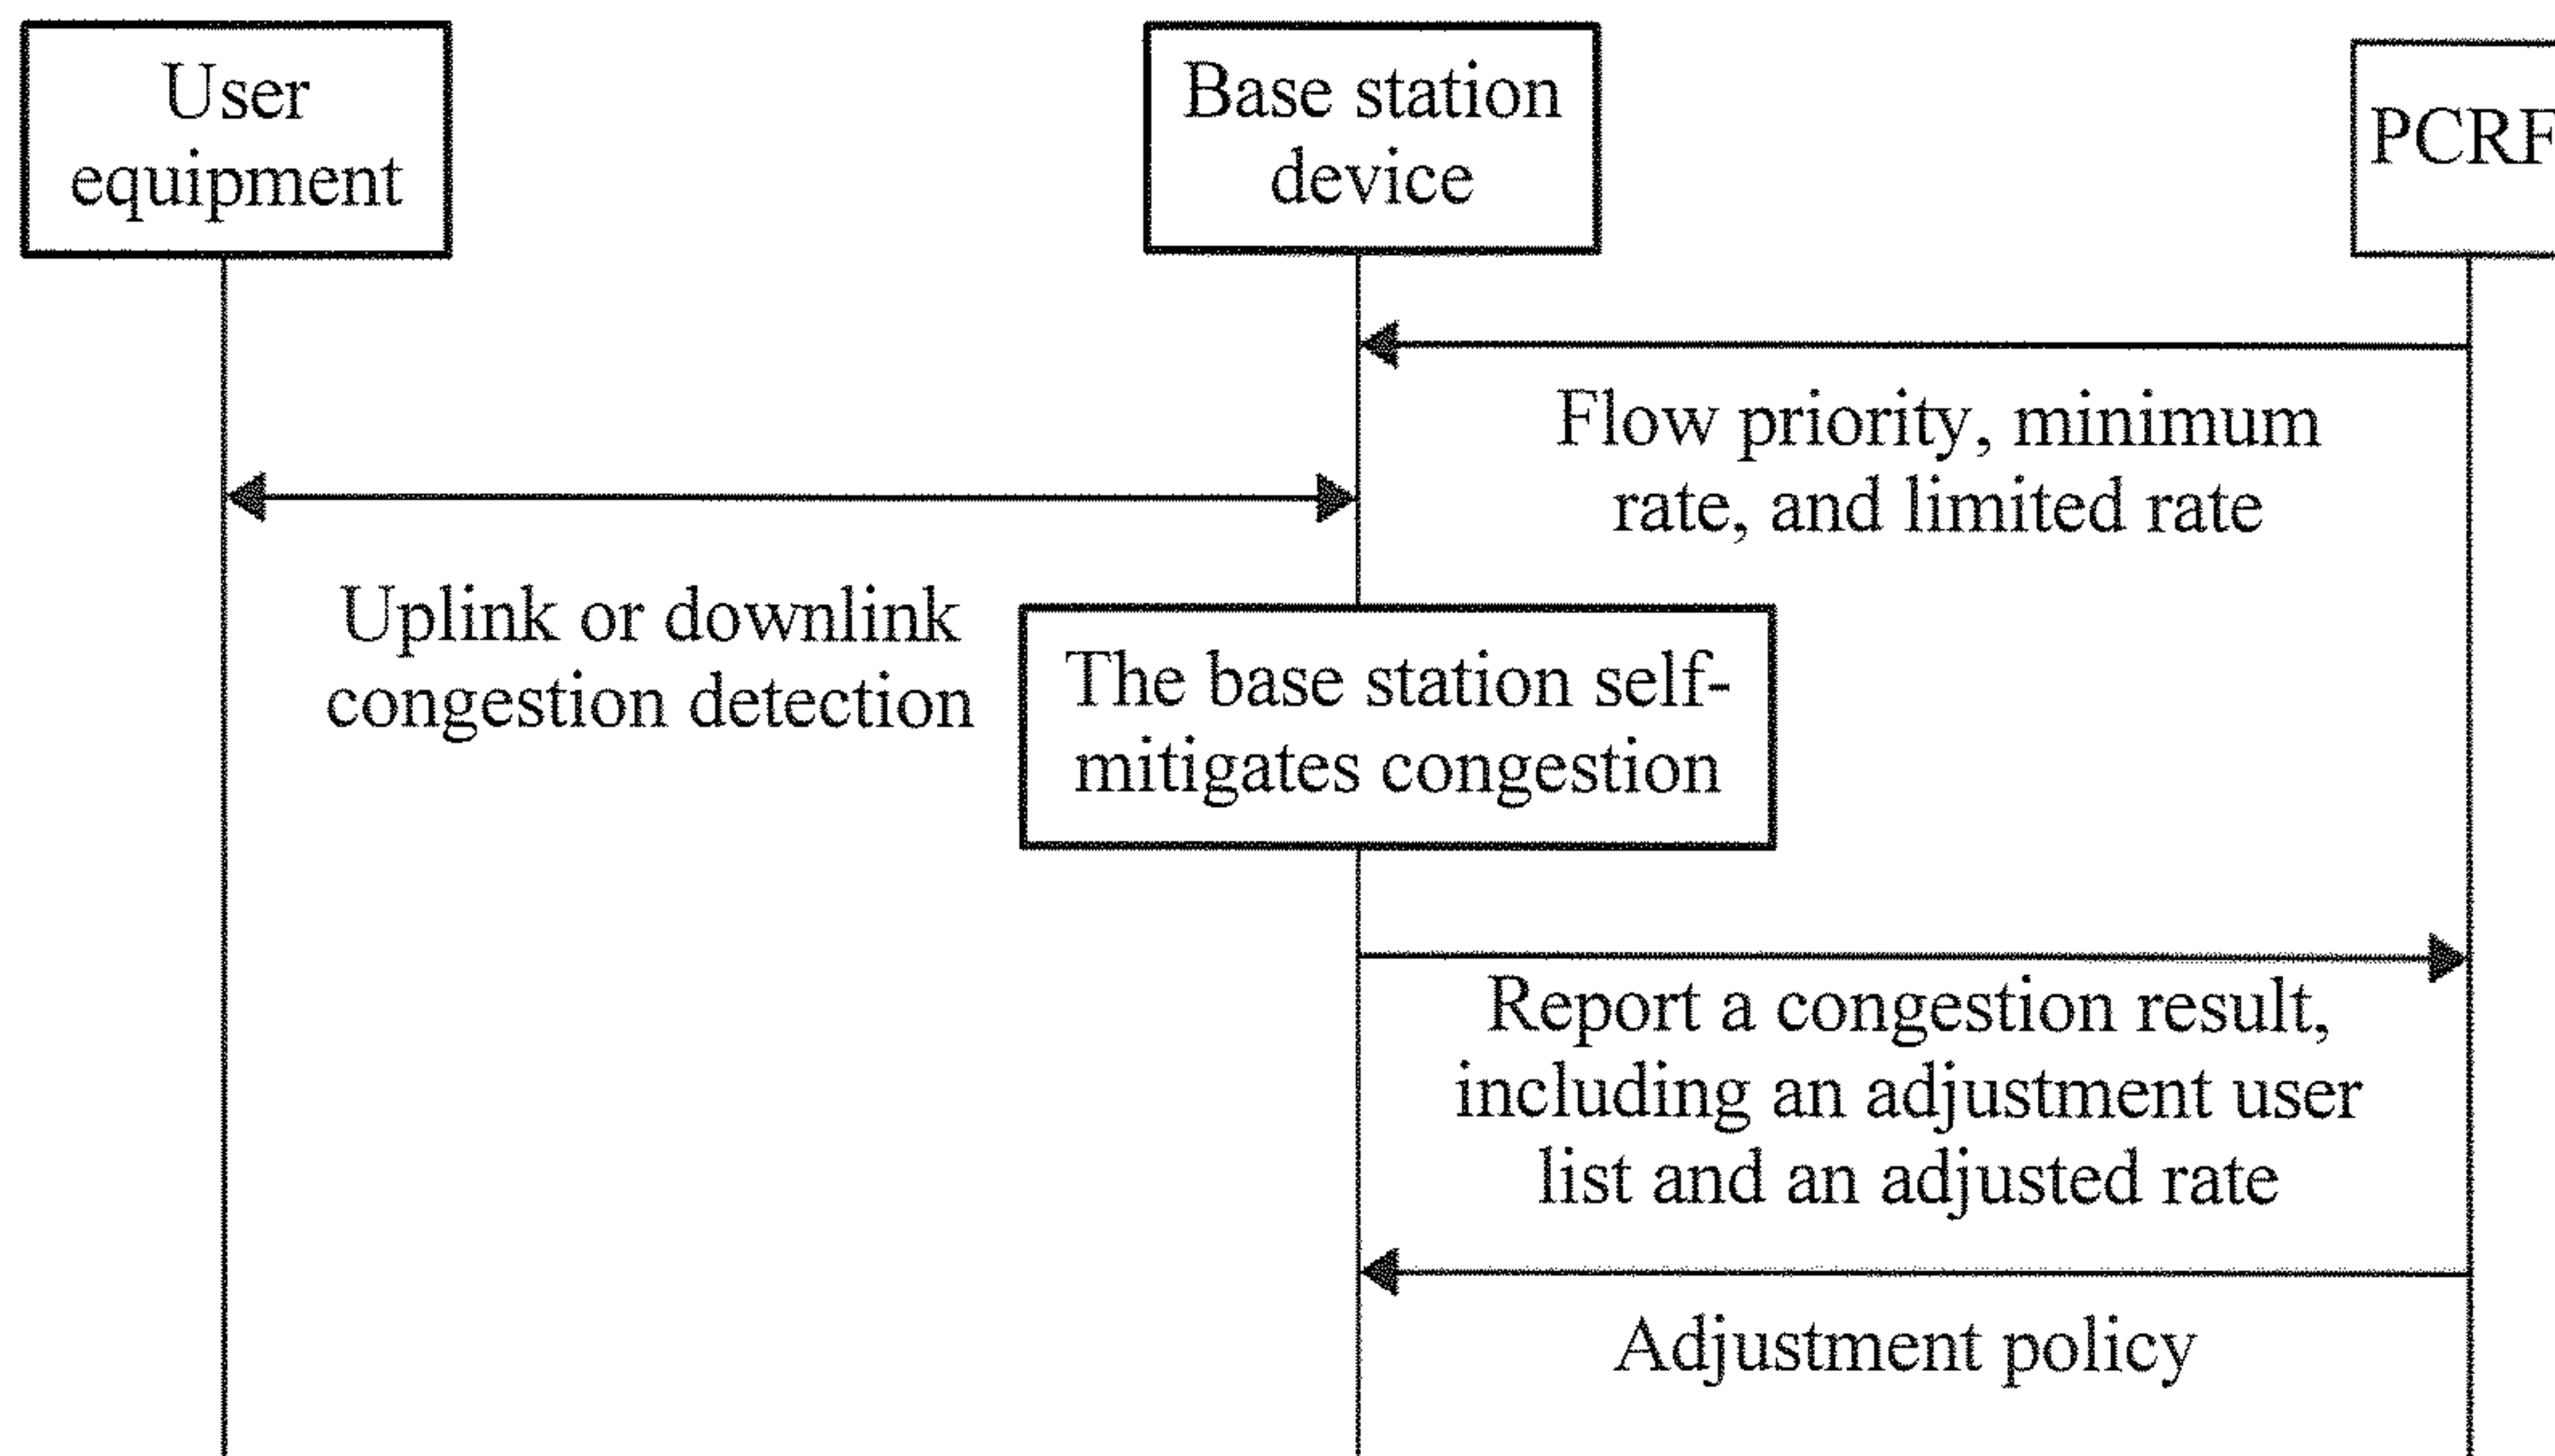 User
equipment
Base station
device
PCRF
Flow priority, minimum
rate, and limited rate
Uplink or downlink
congestion detection
The base station self-
mitigates congestion
Report a congestion result,
including an adjustment user
list and an adjusted rate
Adjustment policy